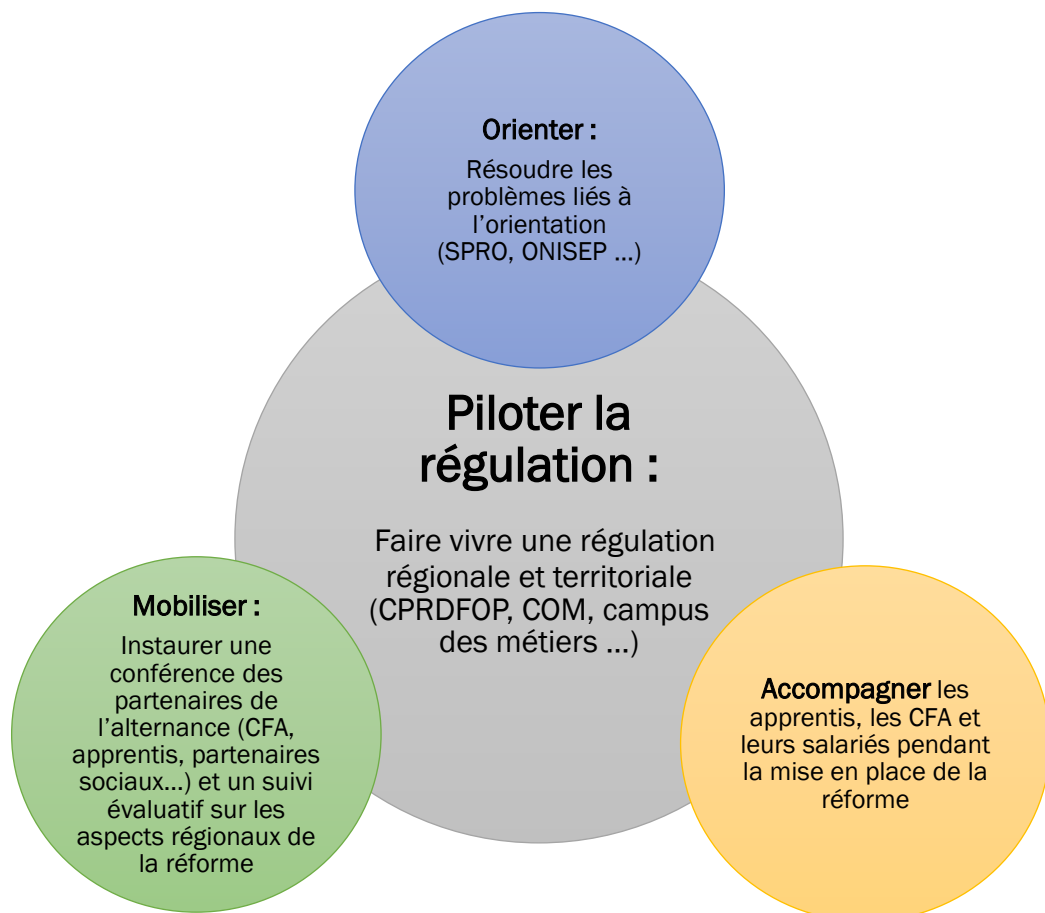 Orienter :
Résoudre les
problèmes liés à
l’orientation
(SPRO, ONISEP ...)
Piloter la
régulation :
Faire vivre une régulation
régionale et territoriale
(CPRDFOP, COM, campus
des métiers ...)
Mobiliser :
Instaurer une
conférence des
partenaires de
l’alternance (CFA,
apprentis, partenaires
sociaux...) et un suivi
évaluatif sur les
aspects régionaux de
la réforme
Accompagner les
apprentis, les CFA et
leurs salariés pendant
la mise en place de la
réforme